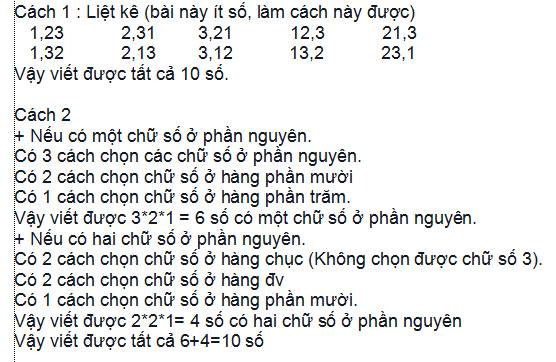 Cách 1 : Liệt kê (bài này ít số, làm cách này được)
1,23 2,31 3,21 12,3 21,3
1,32 2,13 3,12 13,2 23,1
Vậy viết được tất cả 10 số.
Cách 2
+ Nếu có một chữ số ở phần nguyên.
Có 3 cách chọn các chữ số ở phần nguyên.
Có 2 cách chọn chữ số ở hàng phần mười
Có 1 cách chọn chữ số ở hàng phần trăm.
Vậy viết được 3*2*1 = 6 số có một chữ số ở phần nguyên.
+ Nếu có hai chữ số ở phần nguyên.
Có 2 cách chọn chữ số ở hàng chục (Không chọn được chữ số 3).
Có 2 cách chọn chữ số ở hàng đv
Có 1 cách chọn chữ số ở hàng phần mười.
Vậy viết được 2*2*1= 4 số có hai chữ số ở phần nguyên
Vậy viết được tất cả 6+4=10 số